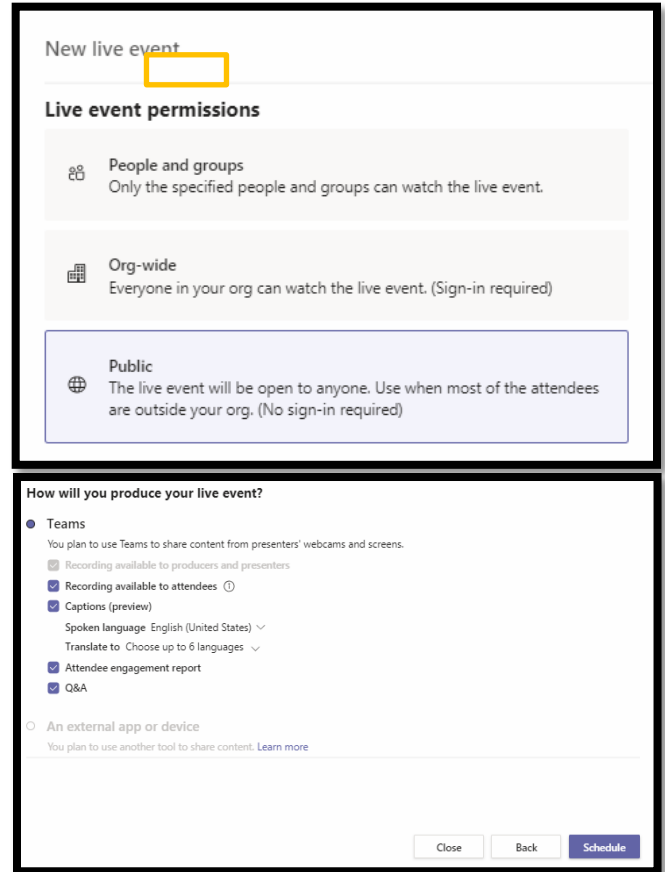 New live event
Live event permissions
People and groups
Only the specified people and groups can watch the live event.
Org-wide
Everyone in your org can watch the live event. (Sign-in required)
Public
The live event will be open to anyone. Use when most of the attendees
are outside your org. (No sign-in required)
How will you produce your live event?
Teams
You plan to use Teams to share content from presenters' webcams and screens.
Recording available to producers and presenters
Recording available to attendees
Captions (preview)
Spoken language English (United States)
Translate to Choose up to 6 languages
Attendee engagement report
Q&A
An external app or device
You plan to use another tool to share content. Learn more
Close Back Schedule